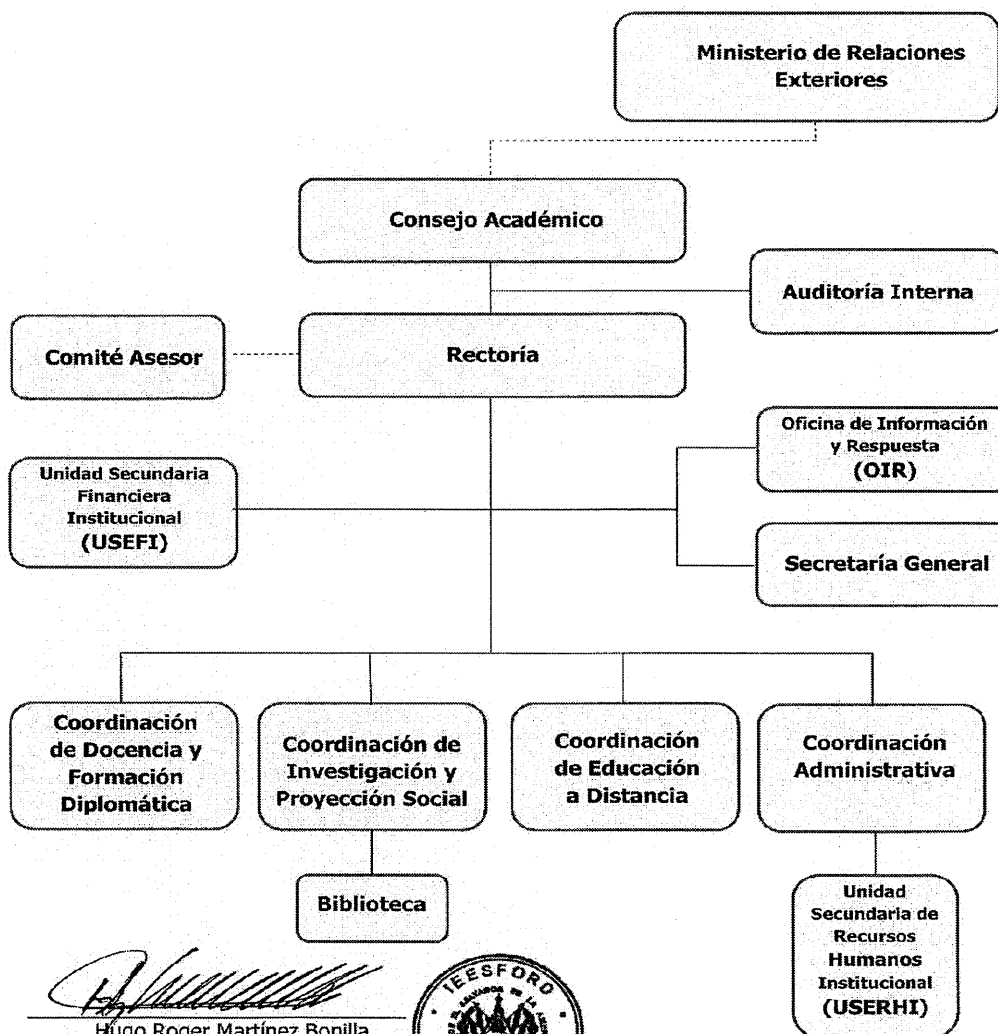 Ministerio de Relaciones
Exteriores
Consejo Académico
Auditoría Interna
Comité Asesor
Rectoría
Oficina de Información
y Respuesta
(OIR)
Unidad Secundaria
Financiera
Institucional
(USEFI)
Secretaría General
Coordinación
de Docencia y
Formación
Diplomática
Coordinación de
Investigación y
Proyección Social
Coordinación
de Educación
a Distancia
Coordinación
Administrativa
Biblioteca
Unidad
Secundaria de
Recursos
Humanos
Institucional
(USERHI)
IEESFORD
Hugo Roger Martínez Bonilla